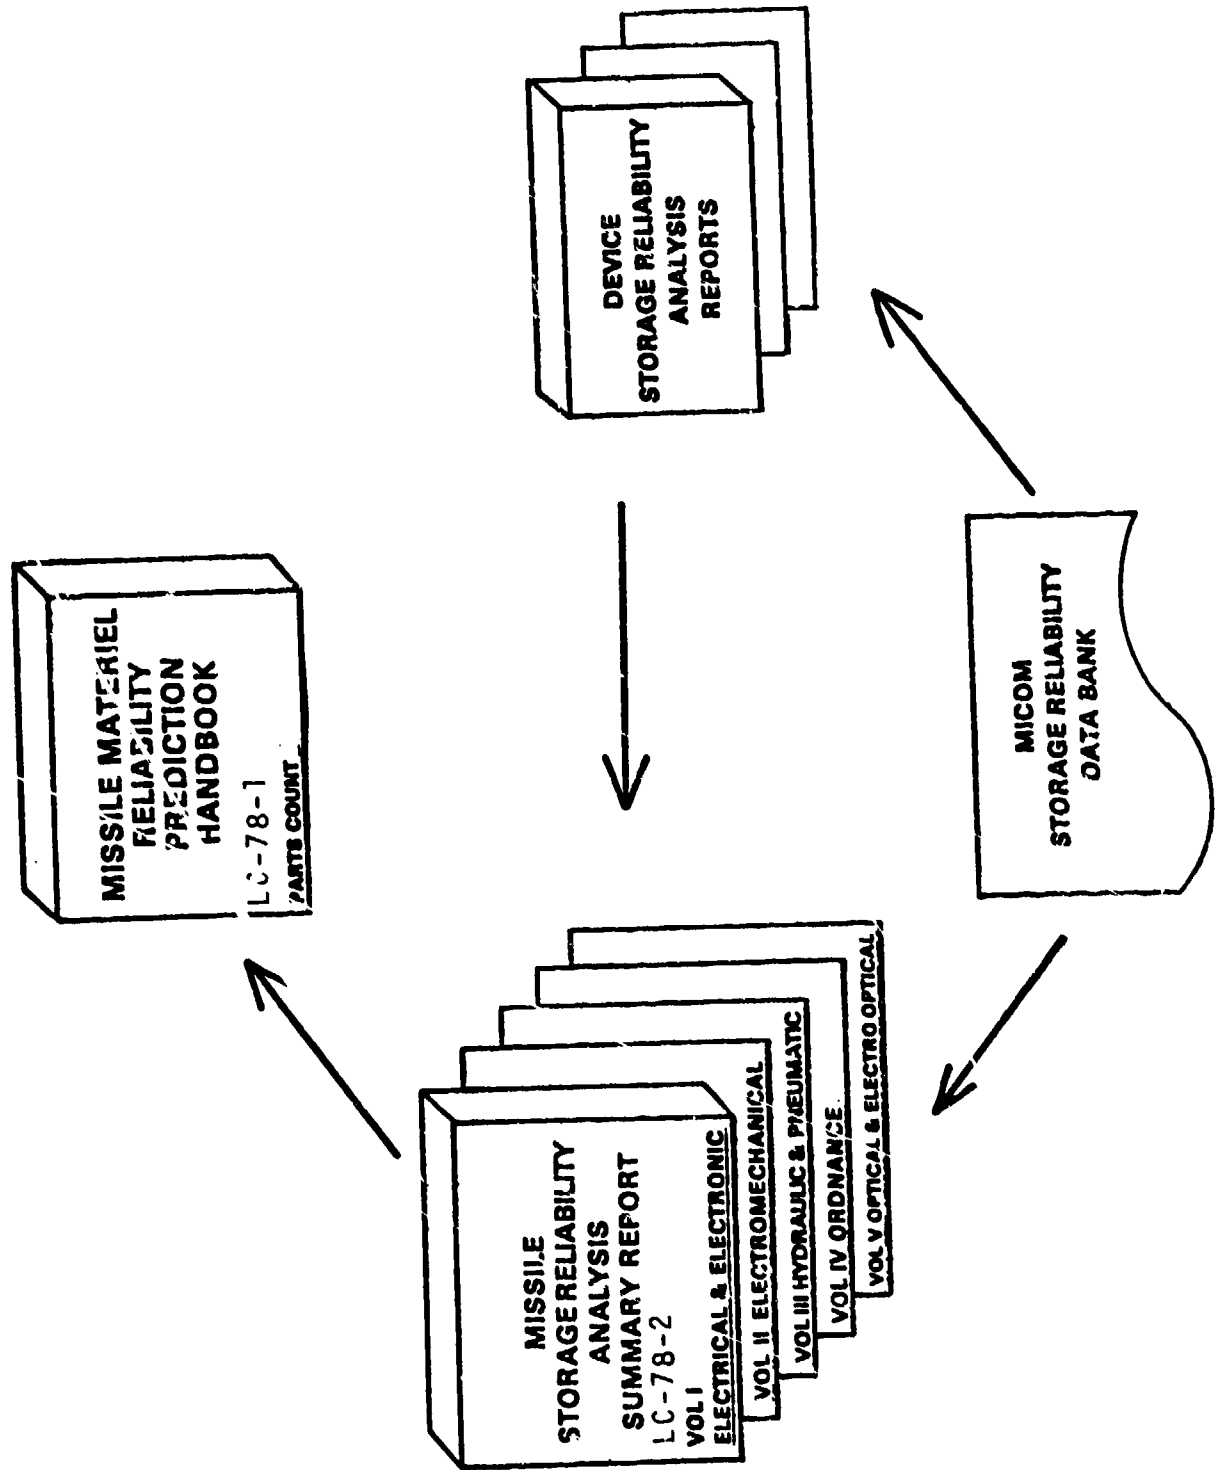 MISSILE MATERIEL
RELIABILITY
PREDICTION
HANDBOOK
LC-78-1
PARTS COUNT
MISSILE
STORAGE RELIABILITY
ANALYSIS
SUMMARY REPORT
LC-78-2
VOL I
ELECTRICAL & ELECTRONIC
VOL II ELECTROMECHANICAL
VOL III HYDRAULIC & PNEUMATIC
VOL IV ORDNANCE
VOL V OPTICAL & ELECTRO OPTICAL
DEVICE
STORAGE RELIABILITY
ANALYSIS
REPORTS
MICOM
STORAGE RELIABILITY
DATA BANK